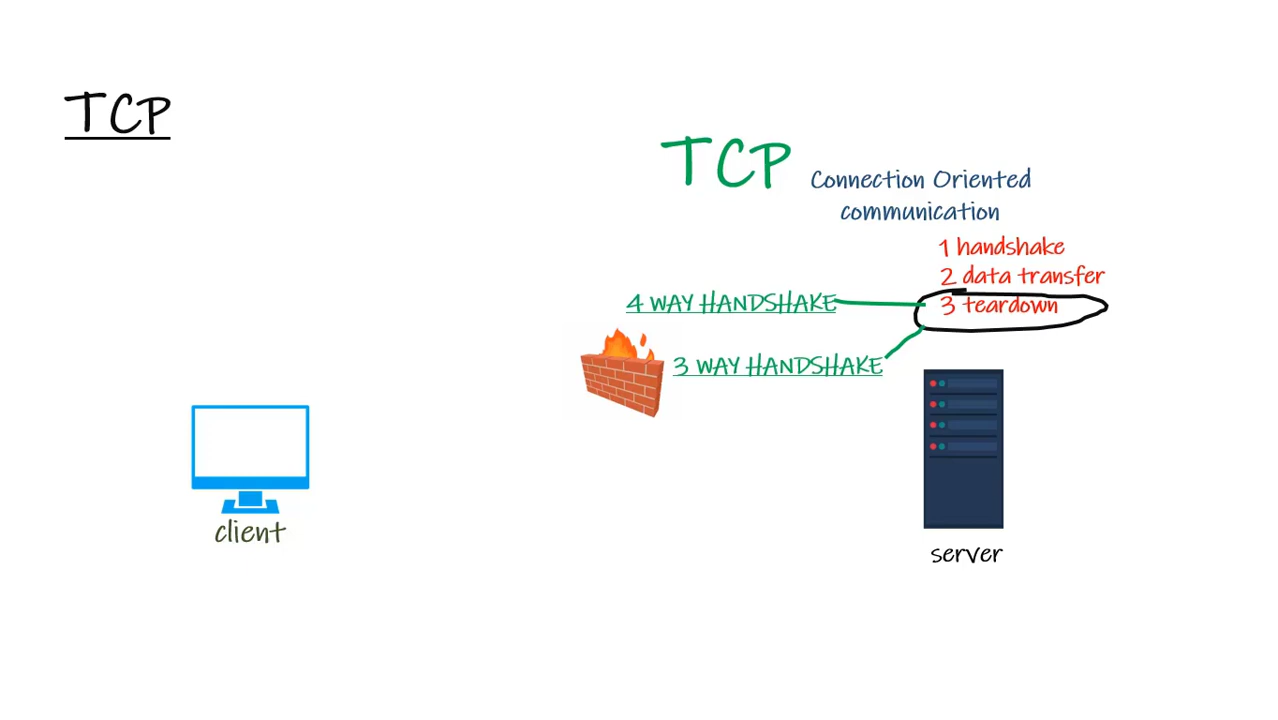 TCP
TCP
Connection Oriented
communication
1 handshake
2 data transfer
3 teardown
4 WAY HANDSHAKE
3 WAY HANDSHAKE
client
server